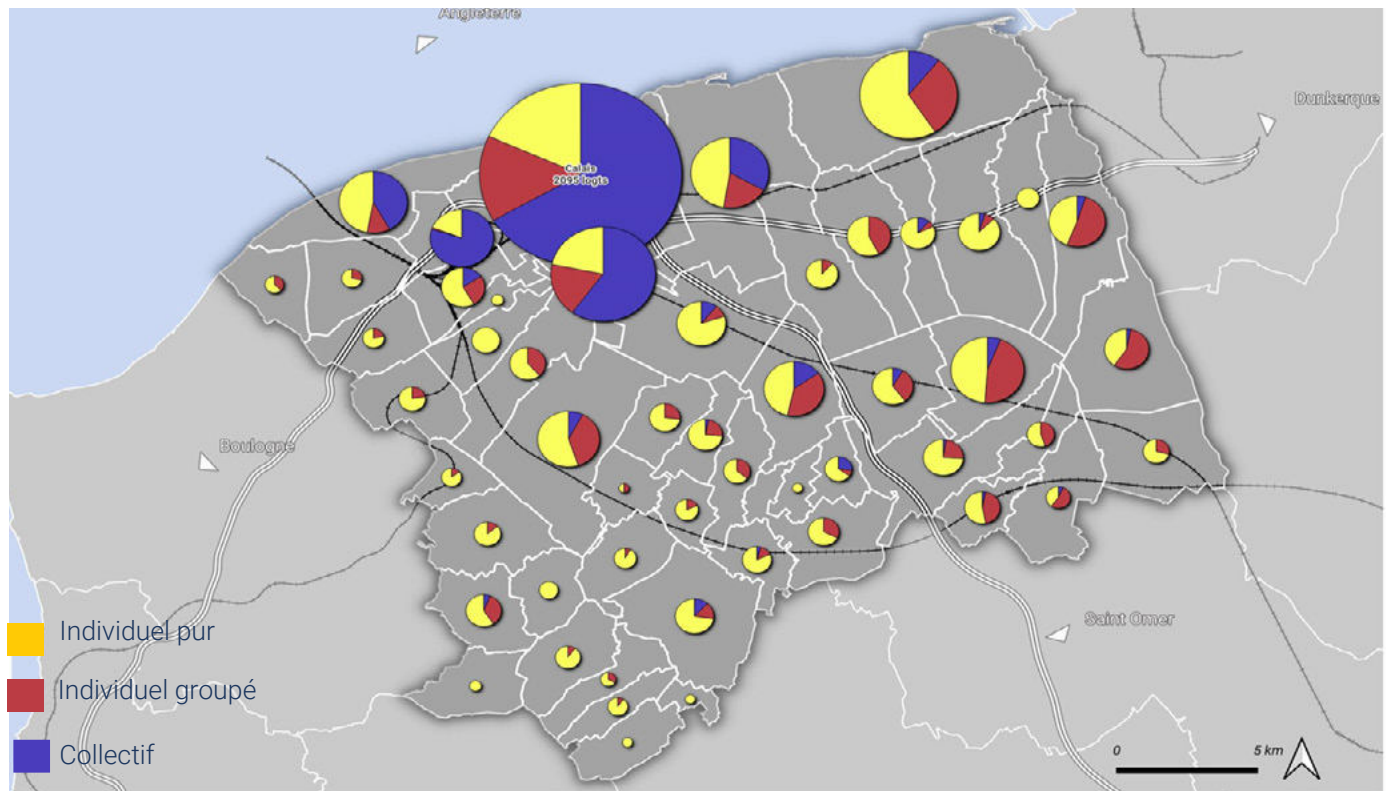 Angleterre
Dunkerque
Calais
2095 logts
Boulogne
Saint Omer
Individuel pur
Individuel groupé
Collectif
0
5 km